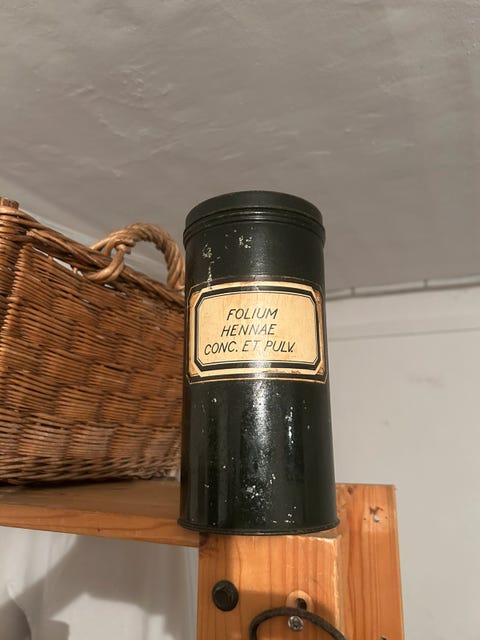 FOLIUM
HENNAE
CONC. ET PULV.